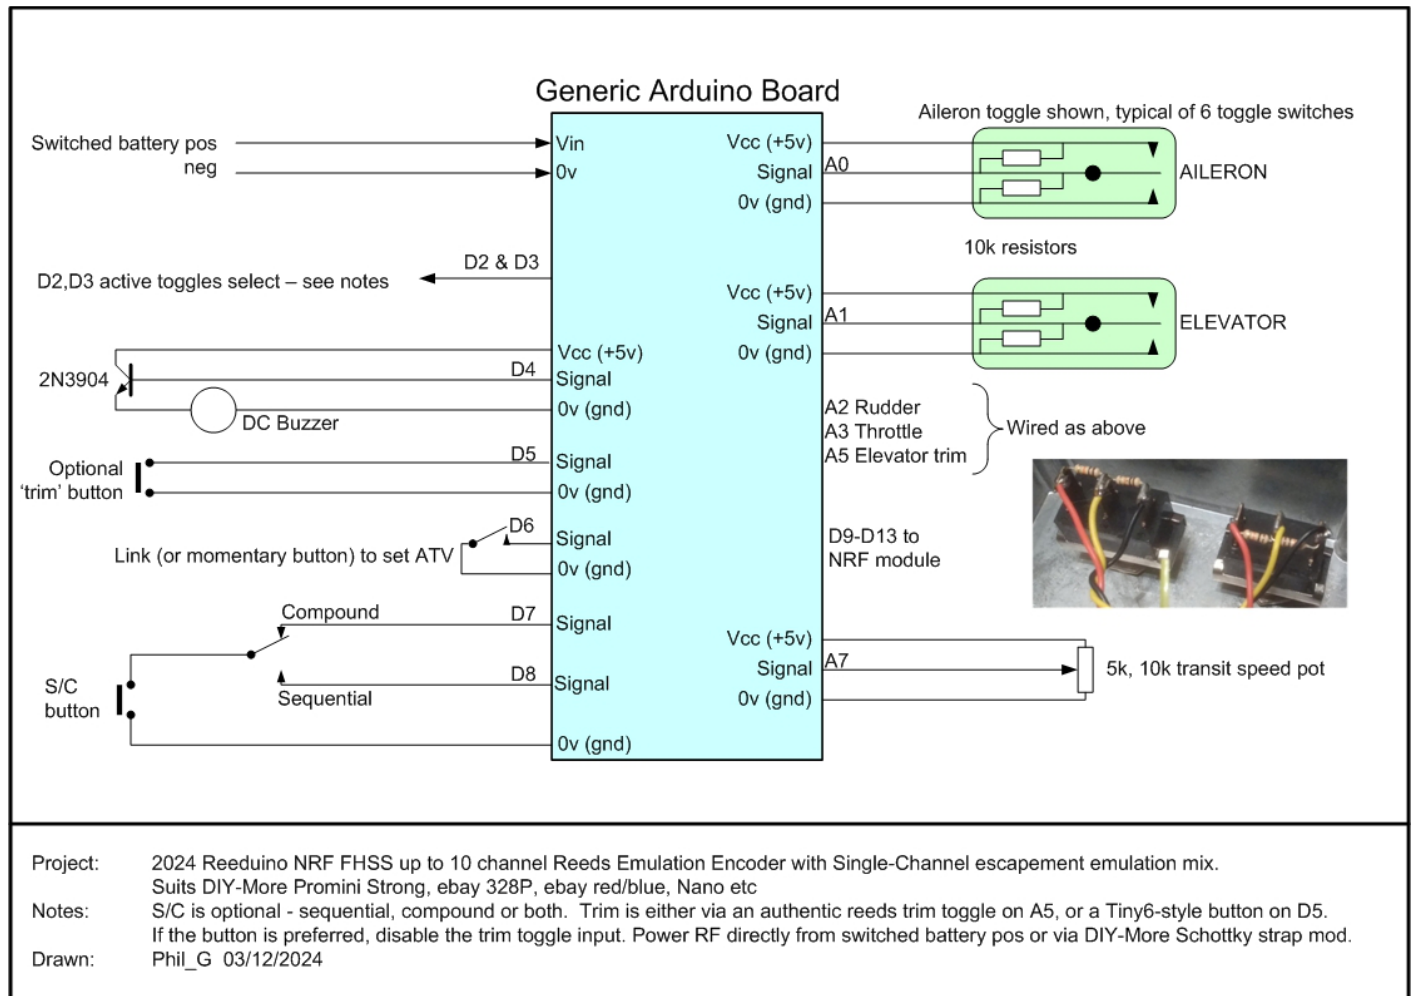 Generic Arduino Board
Aileron toggle shown, typical of 6 toggle switches
Switched battery pos
neg
Vin
0v
Vcc (+5v)
Signal
A0
0v (gnd)
AILERON
10k resistors
D2 & D3
D2,D3 active toggles select – see notes
Vcc (+5v)
Signal
A1
0v (gnd)
ELEVATOR
2N3904
D4
Vcc (+5v)
Signal
0v (gnd)
DC Buzzer
A2 Rudder
A3 Throttle
A5 Elevator trim
Wired as above
Optional
‘trim’ button
D5
Signal
0v (gnd)
Link (or momentary button) to set ATV
D6
Signal
0v (gnd)
D9-D13 to
NRF module
Compound
D7
Signal
D8
Signal
Sequential
S/C
button
0v (gnd)
Vcc (+5v)
Signal
A7
0v (gnd)
5k, 10k transit speed pot
Project: 2024 Reeduino NRF FHSS up to 10 channel Reeds Emulation Encoder with Single-Channel escapement emulation mix.
Suits DIY-More Promini Strong, ebay 328P, ebay red/blue, Nano etc
Notes: S/C is optional - sequential, compound or both. Trim is either via an authentic reeds trim toggle on A5, or a Tiny6-style button on D5.
If the button is preferred, disable the trim toggle input. Power RF directly from switched battery pos or via DIY-More Schottky strap mod.
Drawn: Phil_G 03/12/2024